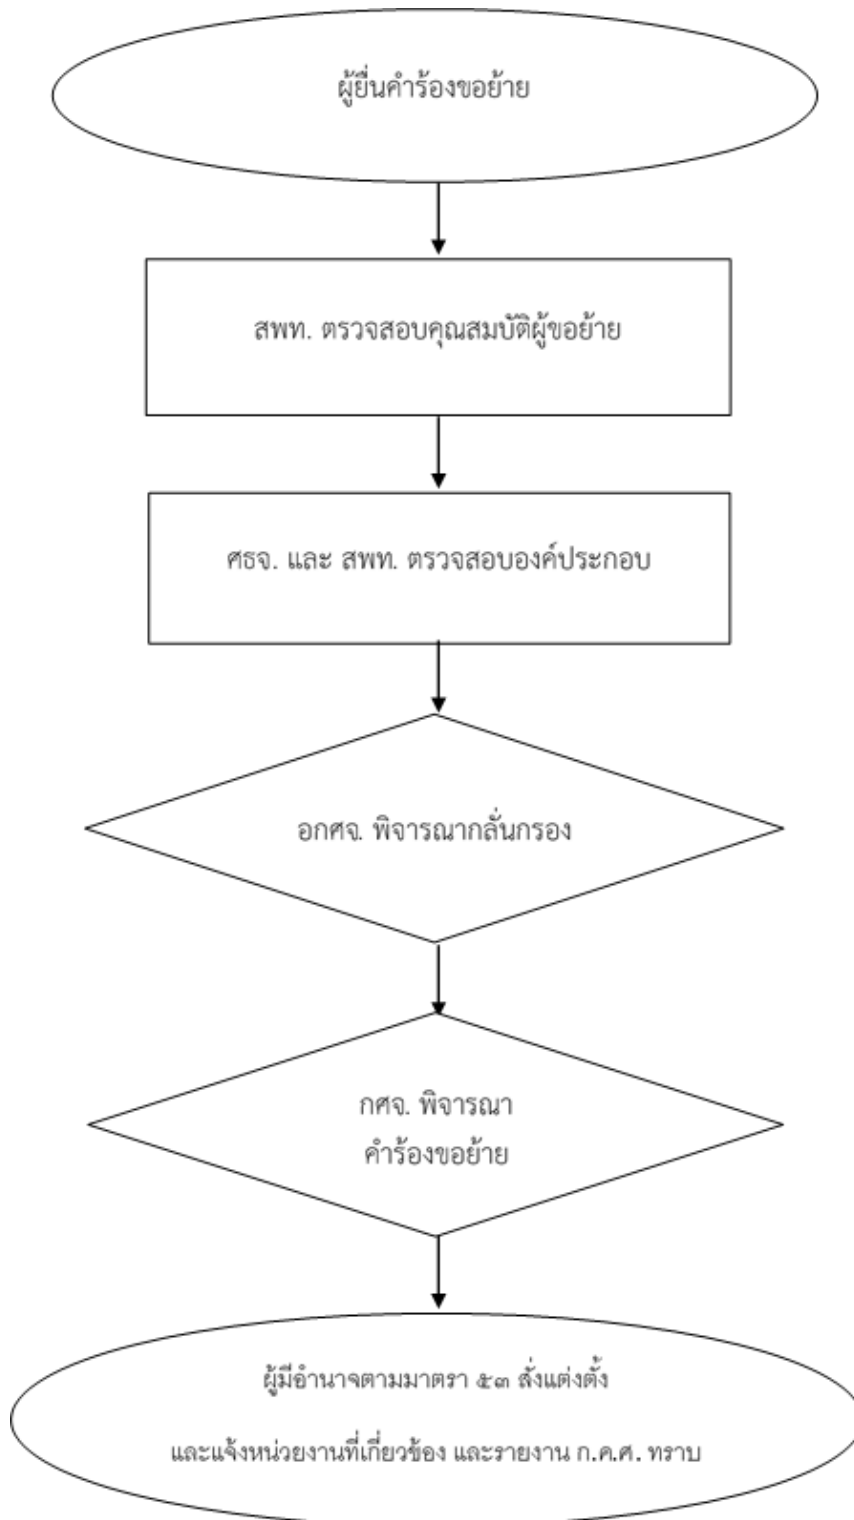 ผู้ยื่นคำร้องขอย้าย
สพท. ตรวจสอบคุณสมบัติผู้ขอย้าย
ศธจ. และ สพท. ตรวจสอบองค์ประกอบ
อกศจ. พิจารณากลั่นกรอง
กศจ. พิจารณา
คำร้องขอย้าย
ผู้มีอำนาจตามมาตรา ๕๓ สั่งแต่งตั้ง
และแจ้งหน่วยงานที่เกี่ยวข้อง และรายงาน ก.ค.ศ. ทราบ